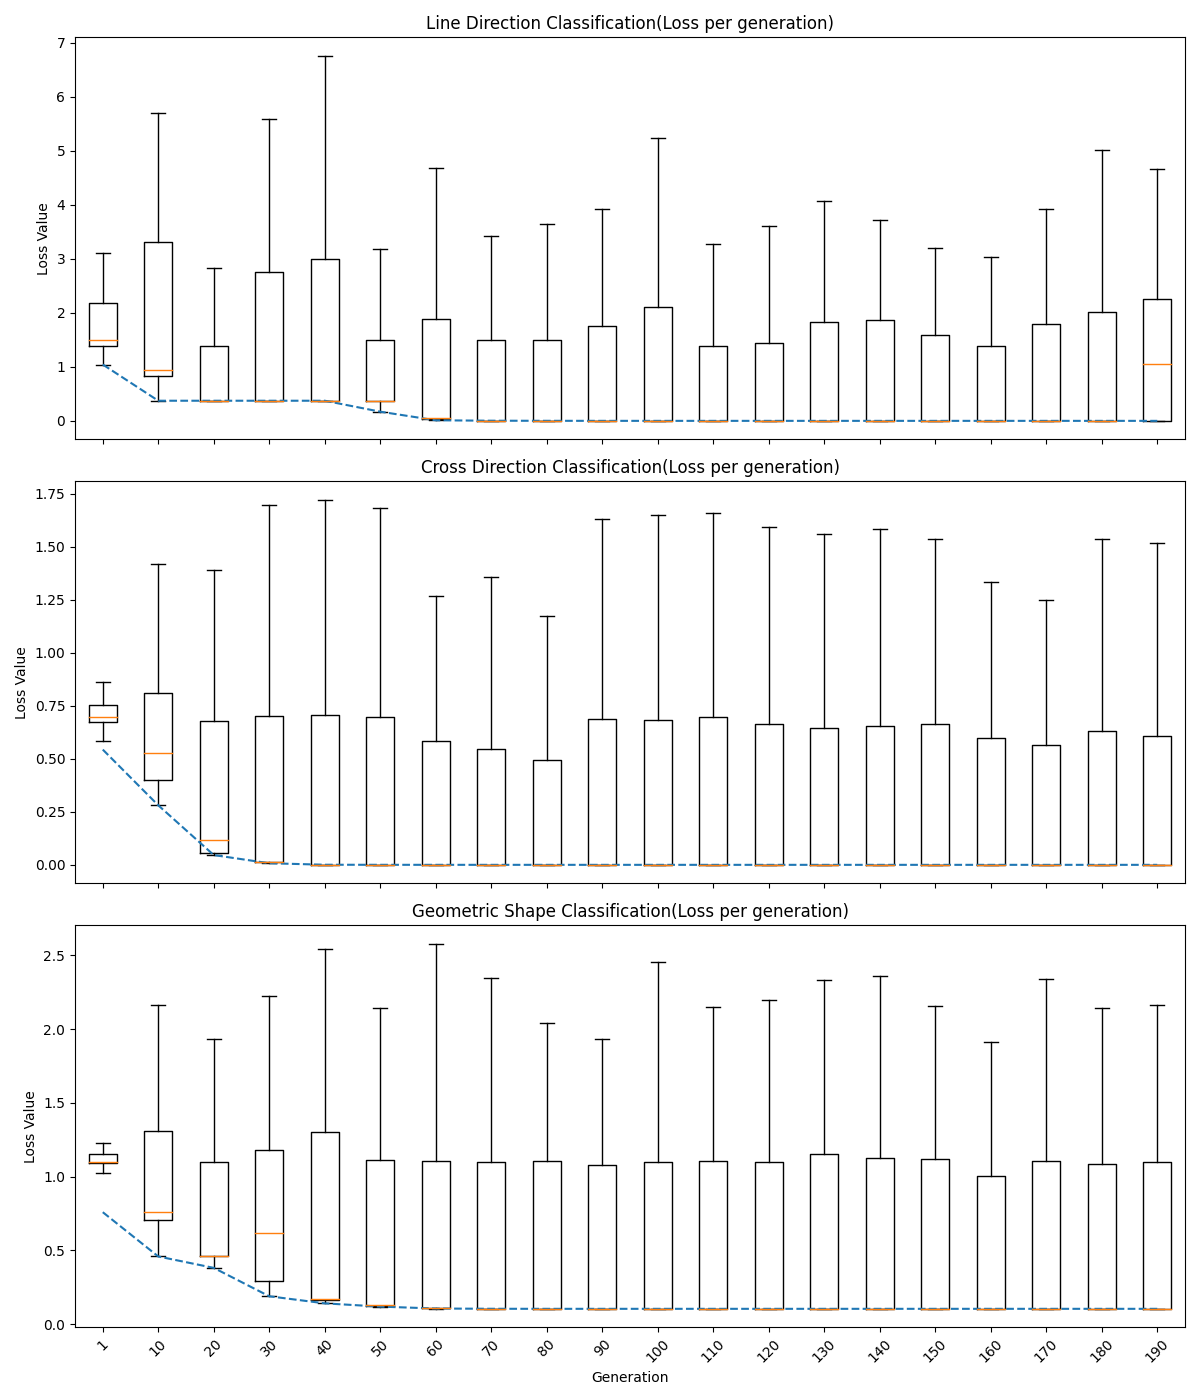 Line Direction Classification(Loss per generation)
7
6
5
4
3
2
1
0
Loss Value
Cross Direction Classification(Loss per generation)
1.75
1.50
1.25
1.00
0.75
0.50
0.25
0.00
Loss Value
Geometric Shape Classification(Loss per generation)
2.5
2.0
1.5
1.0
0.5
0.0
Loss Value
1 10 20 30 40 50 60 70 80 90 100 110 120 130 140 150 160 170 180 190
Generation